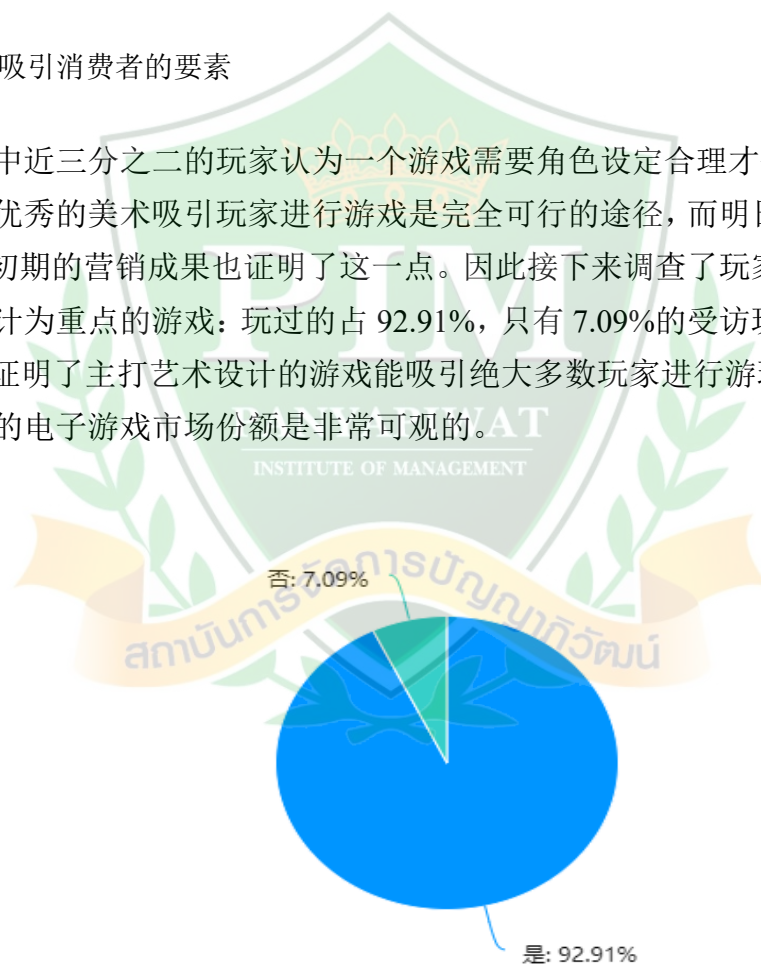 吸引消费者的要素
中近三分之二的玩家认为一个游戏需要角色设定合理才
优秀的美术吸引玩家进行游戏是完全可行的途径，而明日
初期的营销成果也证明了这一点。因此接下来调查了玩家
计为重点的游戏：玩过的占 92.91%，只有 7.09%的受访玩
证明了主打艺术设计的游戏能吸引绝大多数玩家进行游玩
的电子游戏市场份额是非常可观的。
PIM
PANYAPIWAT
INSTITUTE OF MANAGEMENT
否: 7.09%
สถาบันการจัดการปัญญาภิวัฒน์
是: 92.91%